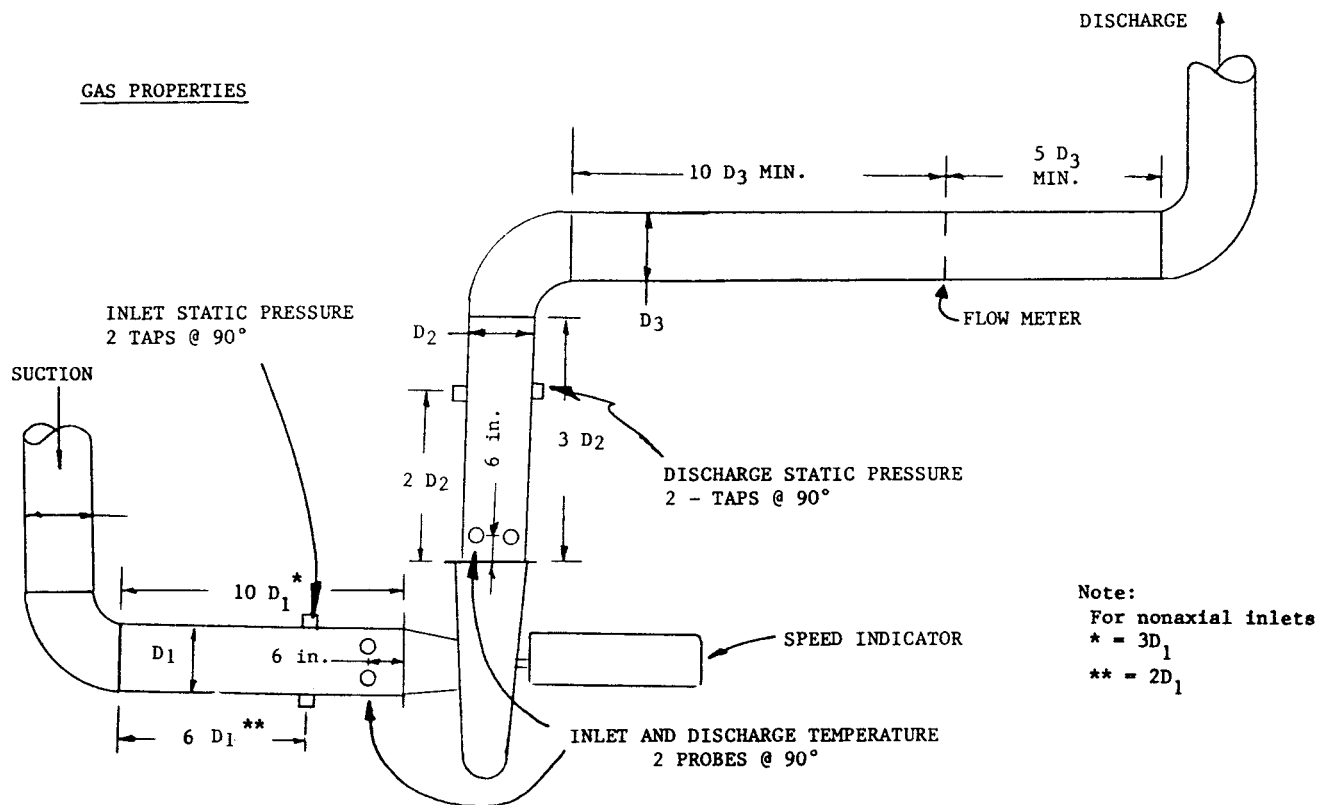 DISCHARGE
GAS PROPERTIES
10 D3 MIN.
5 D3
MIN.
INLET STATIC PRESSURE
2 TAPS @ 90°
D2
D3
FLOW METER
SUCTION
6 in.
3 D2
2 D2
DISCHARGE STATIC PRESSURE
2 - TAPS @ 90°
10 D1*
Note:
For nonaxial inlets
* = 3D1
** = 2D1
D1
6 in.
SPEED INDICATOR
6 D1**
INLET AND DISCHARGE TEMPERATURE
2 PROBES @ 90°